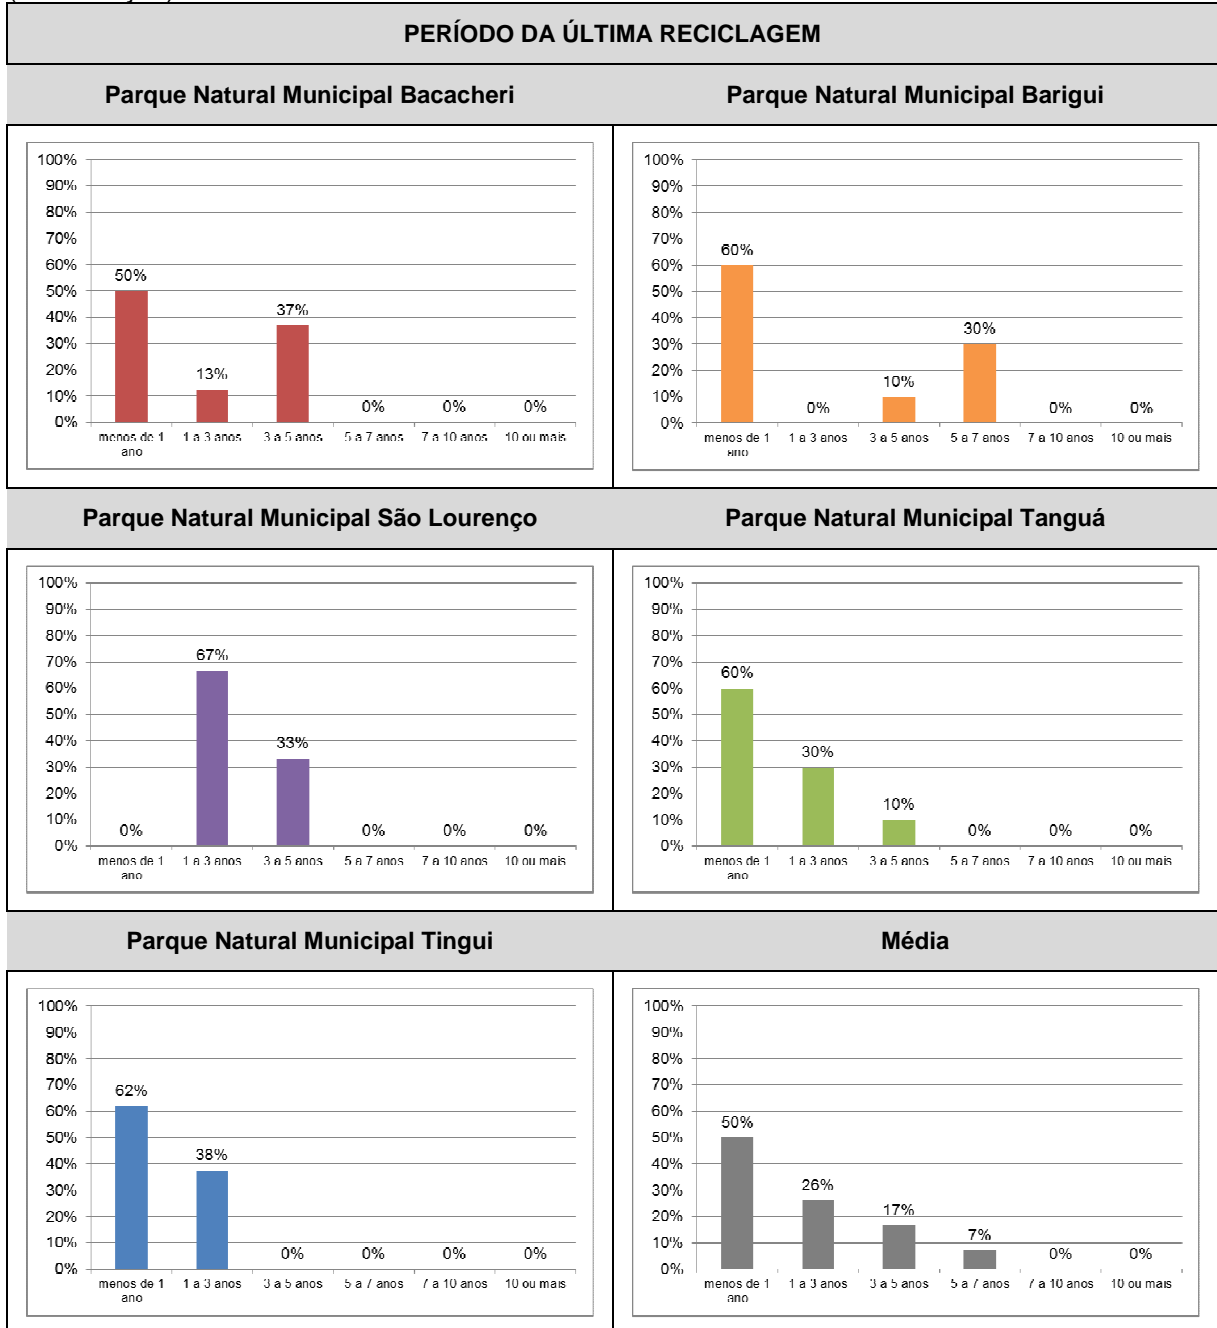 PERÍODO DA ÚLTIMA RECICLAGEM
Parque Natural Municipal Bacacheri
Parque Natural Municipal Barigui
100%
90%
80%
70%
60%
50%
40%
30%
20%
10%
0%
50%
13%
37%
0%
0%
0%
menos de 1 ano
1 a 3 anos
3 a 5 anos
5 a 7 anos
7 a 10 anos
10 ou mais
100%
90%
80%
70%
60%
50%
40%
30%
20%
10%
0%
60%
0%
10%
30%
0%
0%
menos de 1 ano
1 a 3 anos
3 a 5 anos
5 a 7 anos
7 a 10 anos
10 ou mais
Parque Natural Municipal São Lourenço
Parque Natural Municipal Tanguá
100%
90%
80%
70%
60%
50%
40%
30%
20%
10%
0%
0%
67%
33%
0%
0%
0%
menos de 1 ano
1 a 3 anos
3 a 5 anos
5 a 7 anos
7 a 10 anos
10 ou mais
100%
90%
80%
70%
60%
50%
40%
30%
20%
10%
0%
60%
30%
10%
0%
0%
0%
menos de 1 ano
1 a 3 anos
3 a 5 anos
5 a 7 anos
7 a 10 anos
10 ou mais
Parque Natural Municipal Tingui
Média
100%
90%
80%
70%
60%
50%
40%
30%
20%
10%
0%
62%
38%
0%
0%
0%
0%
menos de 1 ano
1 a 3 anos
3 a 5 anos
5 a 7 anos
7 a 10 anos
10 ou mais
100%
90%
80%
70%
60%
50%
40%
30%
20%
10%
0%
50%
26%
17%
7%
0%
0%
menos de 1 ano
1 a 3 anos
3 a 5 anos
5 a 7 anos
7 a 10 anos
10 ou mais